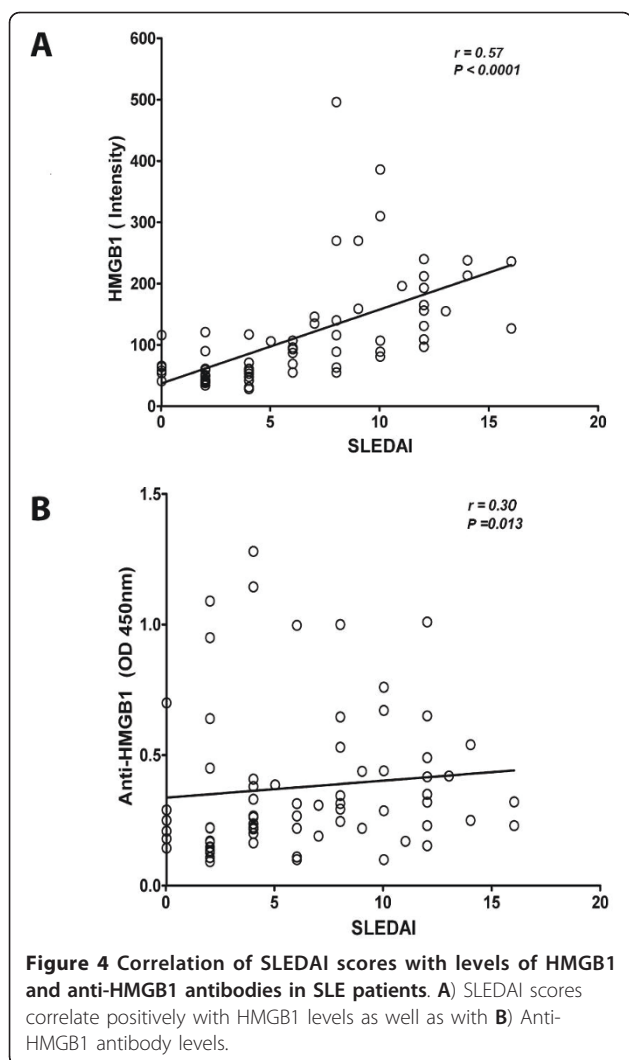 A
r = 0.57
P < 0.0001
HMGB1 ( Intensity)
600
500
400
300
200
100
0
0 5 10 15 20
SLEDAI
B
r = 0.30
P =0.013
Anti-HMGB1 (OD 450nm)
1.5
1.0
0.5
0.0
0 5 10 15 20
SLEDAI
Figure 4 Correlation of SLEDAI scores with levels of HMGB1
and anti-HMGB1 antibodies in SLE patients. A) SLEDAI scores
correlate positively with HMGB1 levels as well as with B) Anti-
HMGB1 antibody levels.